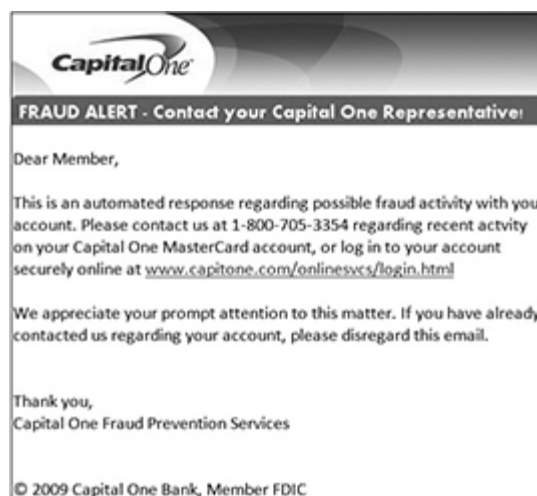 CapitalOne
FRAUD ALERT - Contact your Capital One Representative
Dear Member,
This is an automated response regarding possible fraud activity with you
account. Please contact us at 1-800-705-3354 regarding recent actvity
on your Capital One MasterCard account, or log in to your account
securely online at www.capitone.com/onlinesvcs/login.html
We appreciate your prompt attention to this matter. If you have already
contacted us regarding your account, please disregard this email.
Thank you,
Capital One Fraud Prevention Services
© 2009 Capital One Bank, Member FDIC